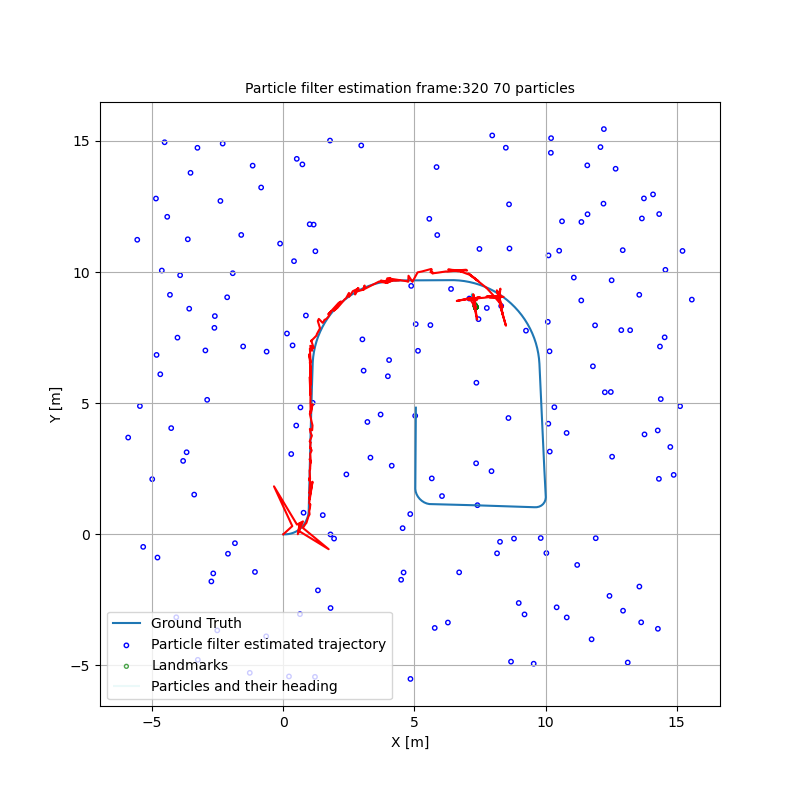 Particle filter estimation frame:320 70 particles
15
10
5
0
−5
Y [m]
Ground Truth
Particle filter estimated trajectory
Landmarks
Particles and their heading
−5
0
5
10
15
X [m]